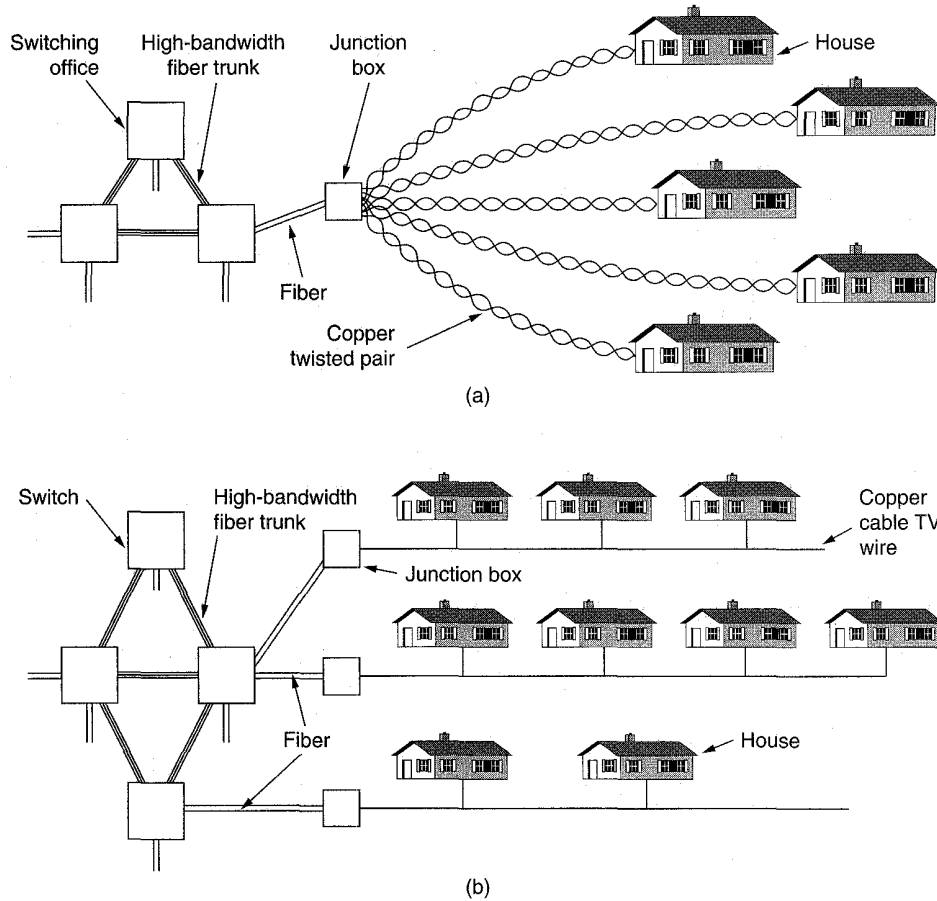 Switching
office
High-bandwidth
fiber trunk
Junction
box
House
Fiber
Copper
twisted pair
(a)
Switch
High-bandwidth
fiber trunk
Junction box
Copper
cable TV
wire
Fiber
House
(b)